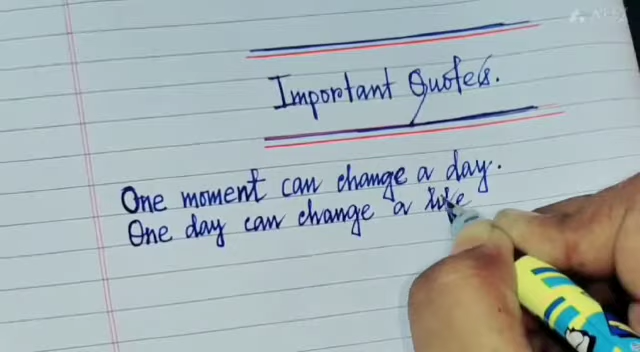 Important Quotes.
One moment can change a day.
One day can change a life